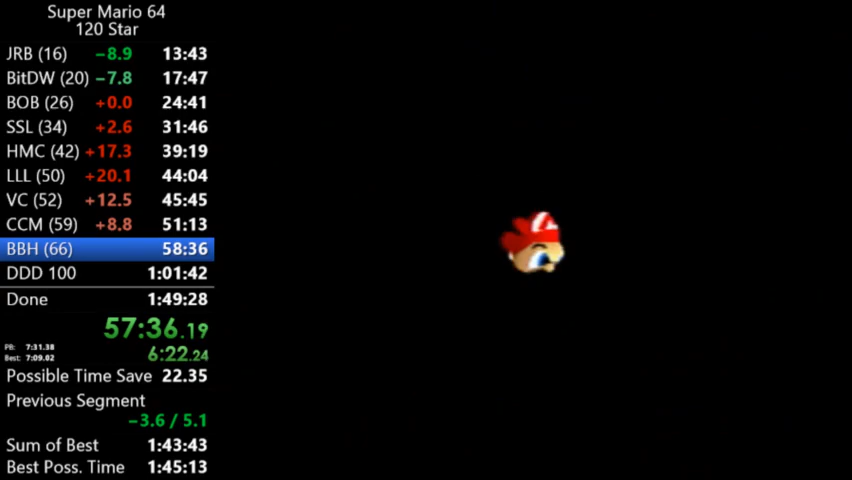 Super Mario 64
120 Star
JRB (16) −8.9 13:43
BitDW (20) −7.8 17:47
BOB (26) +0.0 24:41
SSL (34) +2.6 31:46
HMC (42) +17.3 39:19
LLL (50) +20.1 44:04
VC (52) +12.5 45:45
CCM (59) +8.8 51:13
BBH (66) 58:36
DDD 100 1:01:42
Done 1:49:28
57:36.19
PB: 7:31.38
Best: 7:09.02
6:22.24
Possible Time Save 22.35
Previous Segment
−3.6 / 5.1
Sum of Best 1:43:43
Best Poss. Time 1:45:13